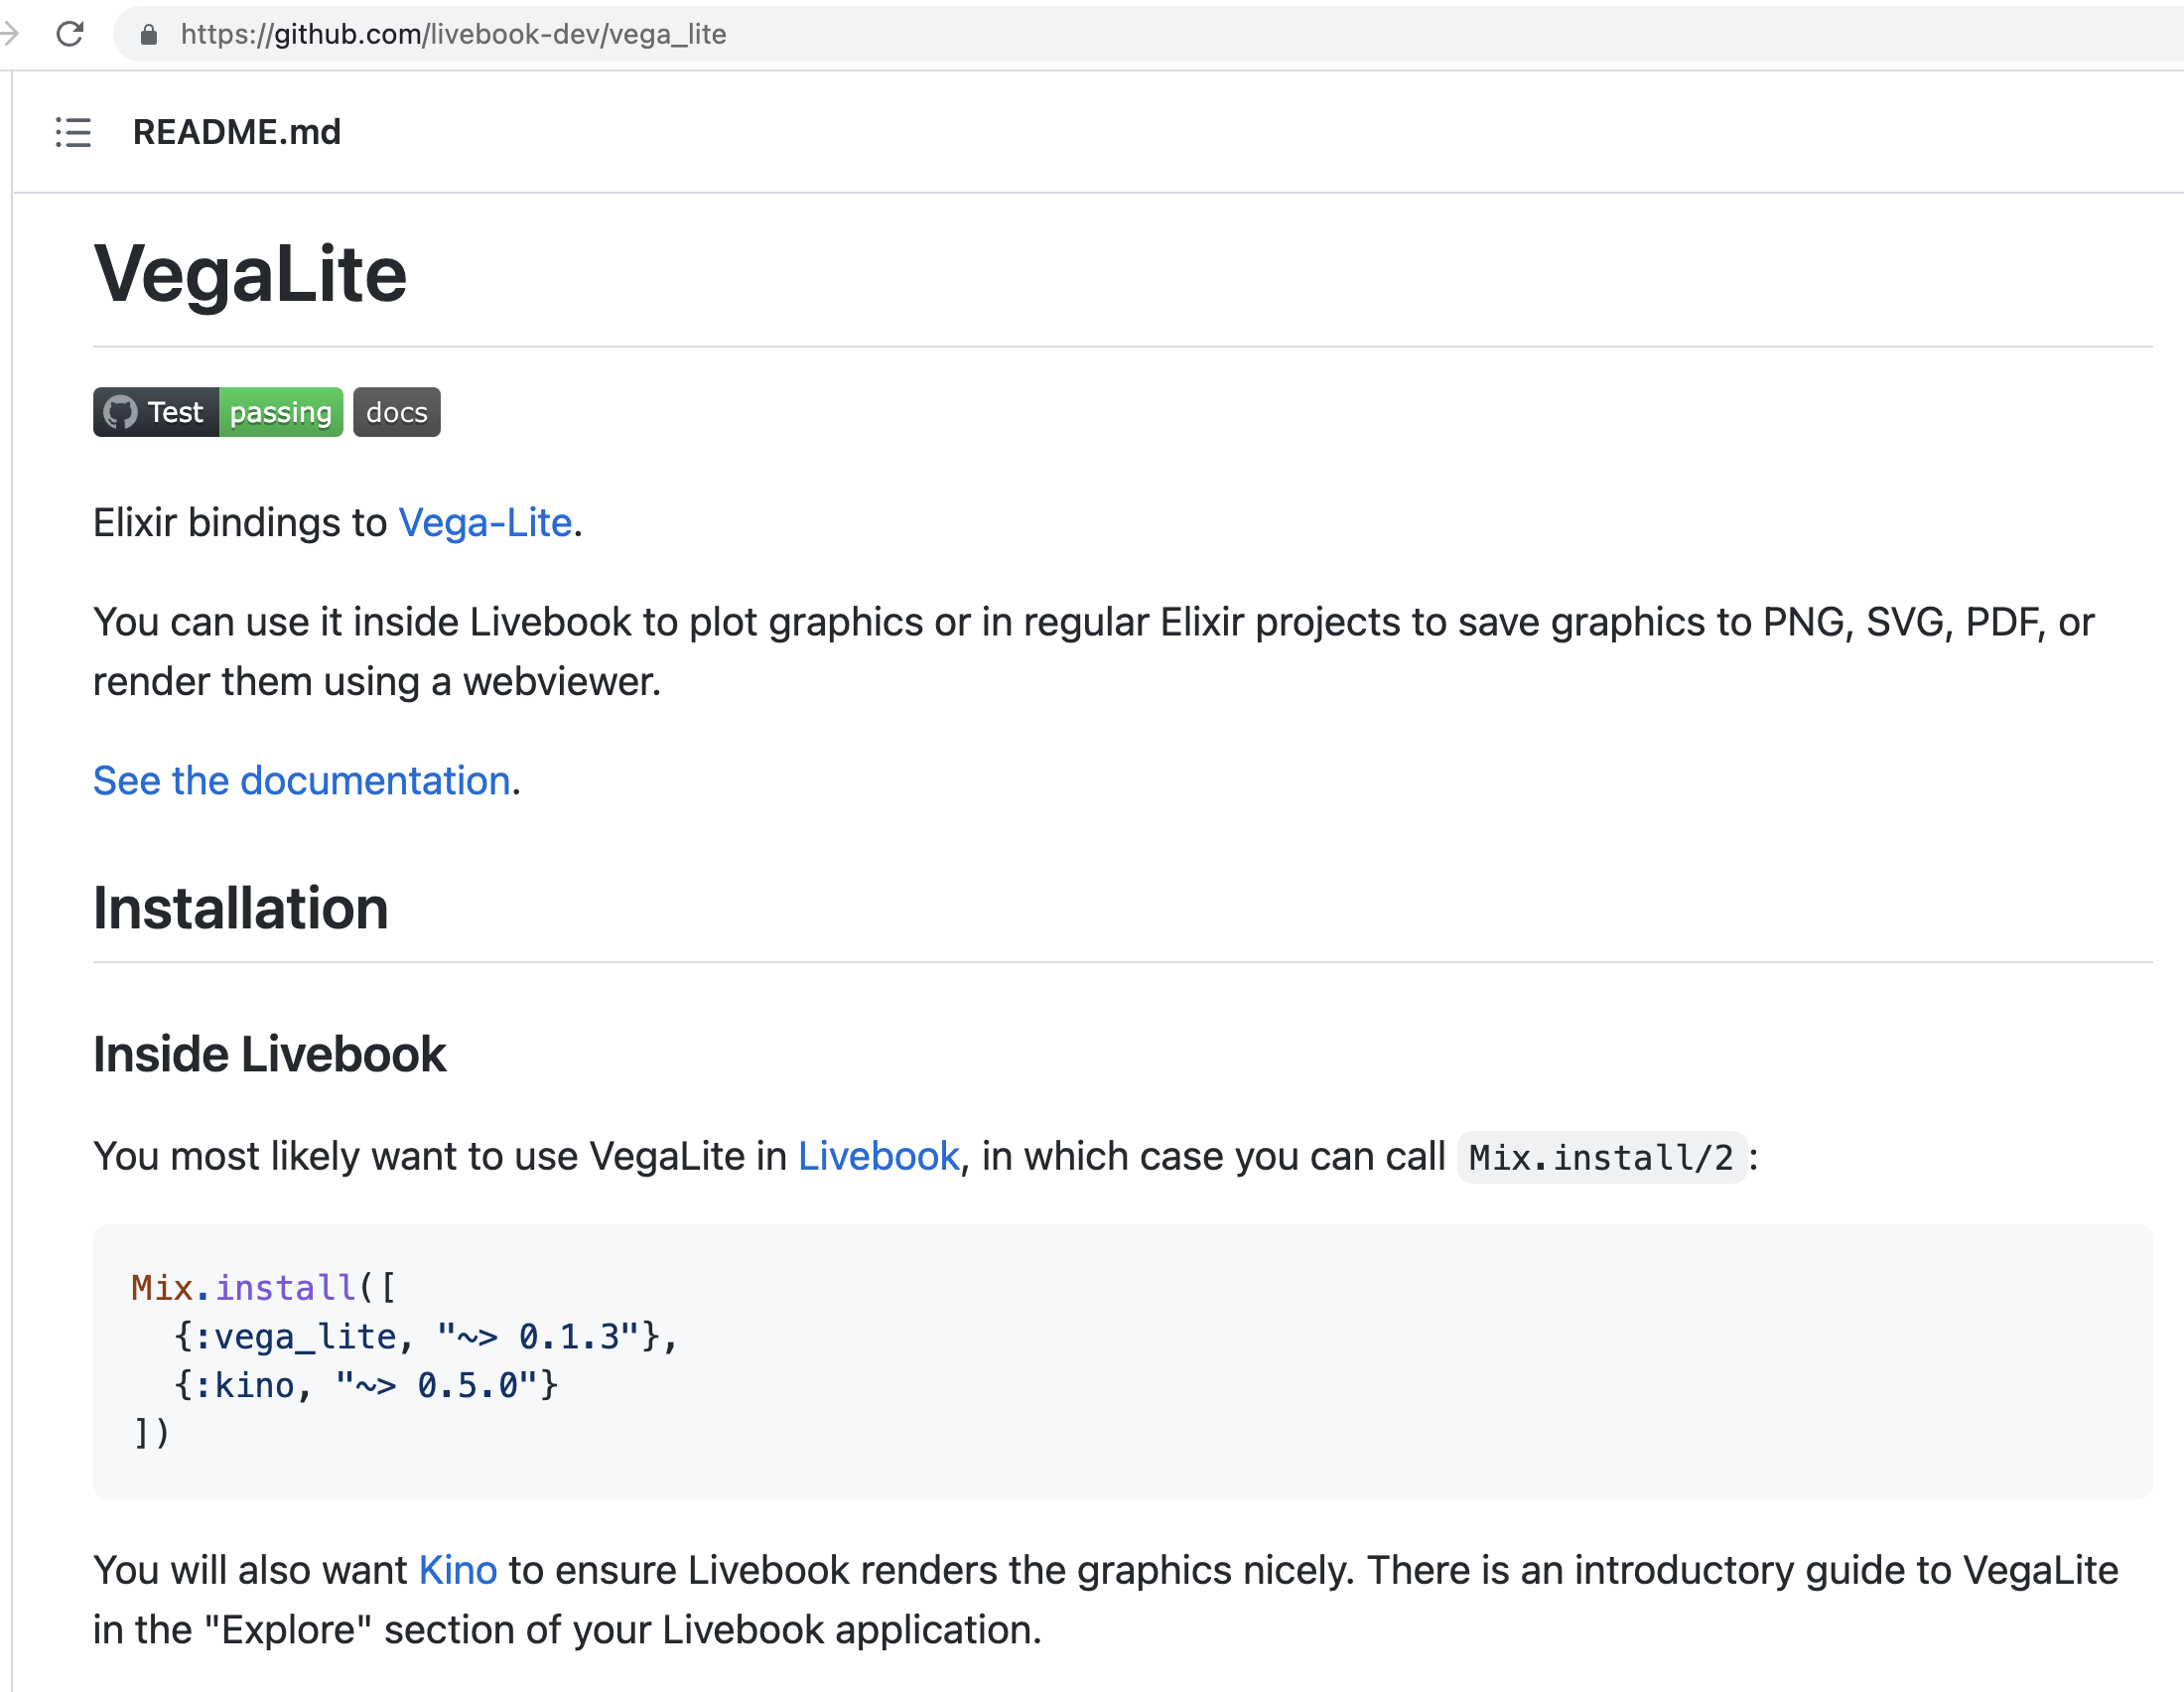 https://github.com/livebook-dev/vega_lite
README.md
VegaLite
Test passing docs
Elixir bindings to Vega-Lite.
You can use it inside Livebook to plot graphics or in regular Elixir projects to save graphics to PNG, SVG, PDF, or
render them using a webviewer.
See the documentation.
Installation
Inside Livebook
You most likely want to use VegaLite in Livebook, in which case you can call Mix.install/2:
Mix.install([
  {:vega_lite, "~> 0.1.3"},
  {:kino, "~> 0.5.0"}
])
You will also want Kino to ensure Livebook renders the graphics nicely. There is an introductory guide to VegaLite
in the "Explore" section of your Livebook application.